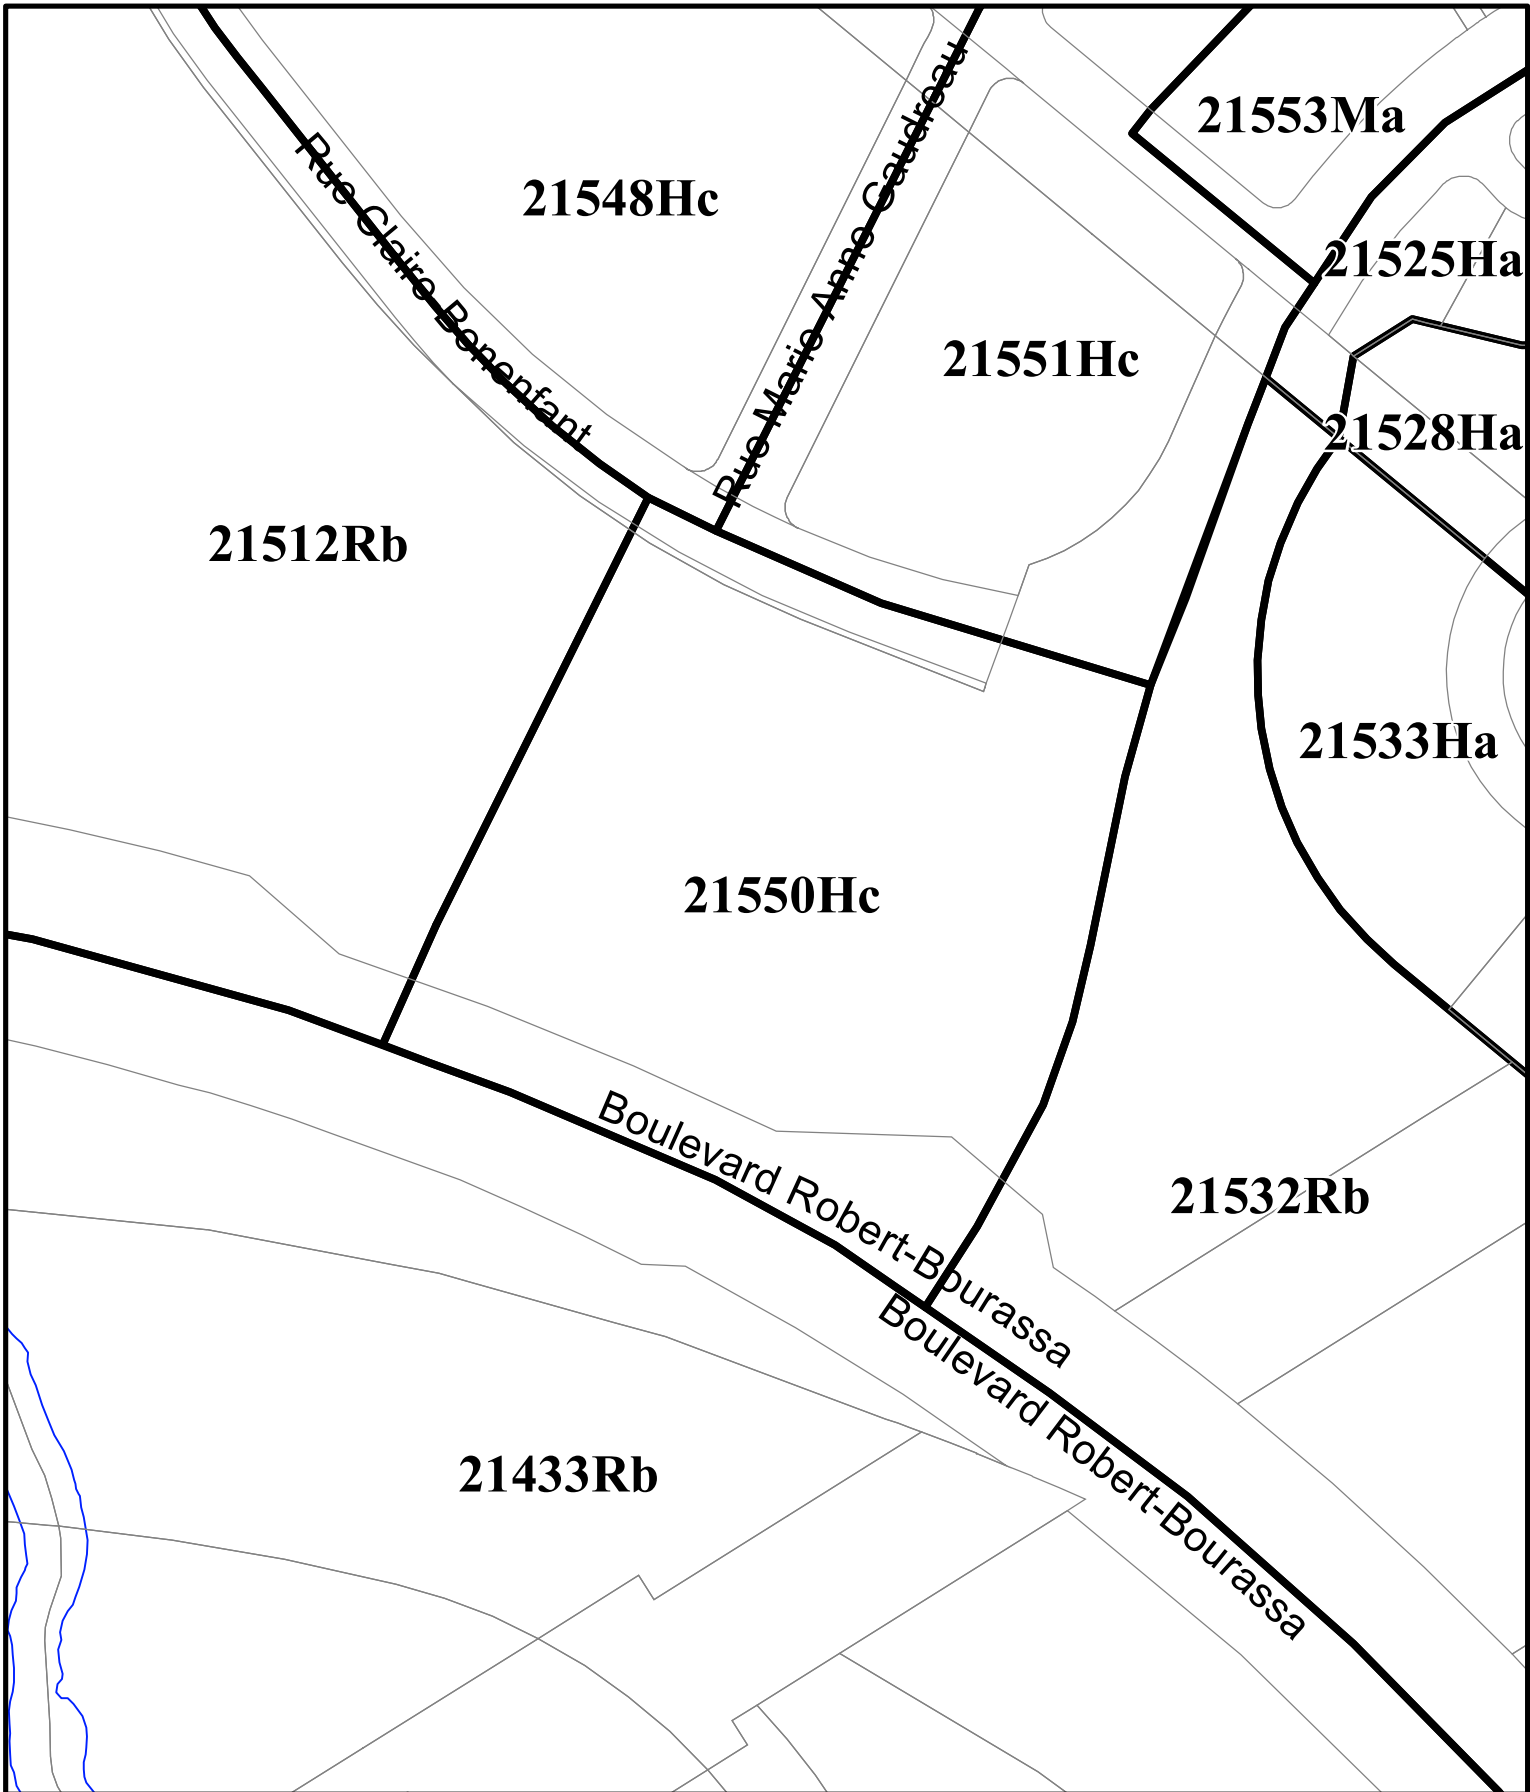 21553Ma
21548Hc
Rue Marie Anne Gaudreau
Rue Claire Bonenfant
21525Ha
21551Hc
21528Ha
21512Rb
21533Ha
21550Hc
Boulevard Robert-Bourassa
21532Rb
Boulevard Robert-Bourassa
21433Rb